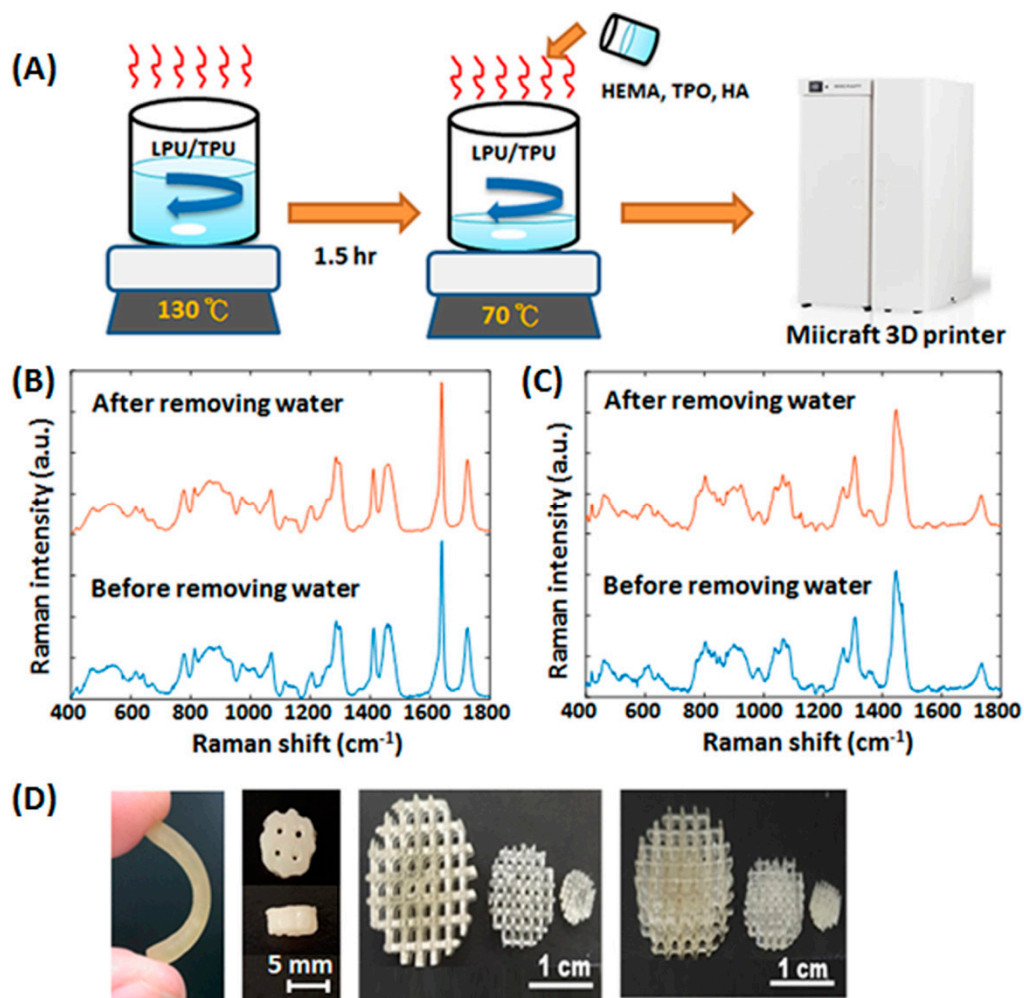 (A)
HEMA, TPO, HA
LPU/TPU
LPU/TPU
1.5 hr
130 ℃
70 ℃
Miicraft 3D printer
(B)
(C)
After removing water
After removing water
Before removing water
Before removing water
Raman intensity (a.u.)
Raman intensity (a.u.)
400 600 800 1000 1200 1400 1600 1800
400 600 800 1000 1200 1400 1600 1800
Raman shift (cm-1)
Raman shift (cm-1)
(D)
5 mm
1 cm
1 cm